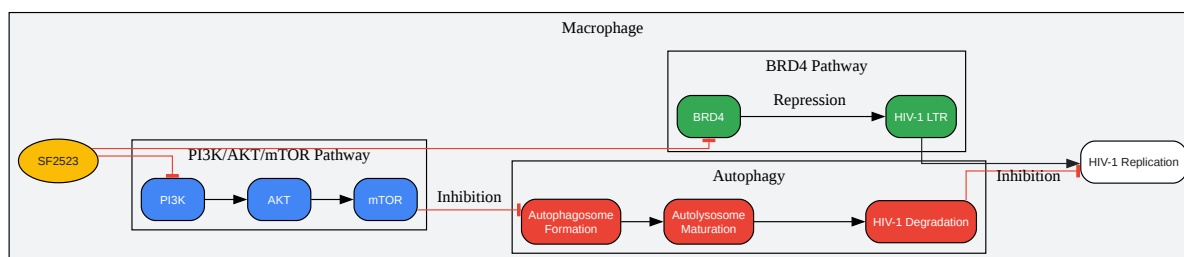 Macrophage
BRD4 Pathway
BRD4
Repression
HIV-1 LTR
SF2523
PI3K/AKT/mTOR Pathway
PI3K
AKT
mTOR
Inhibition
Autophagy
Autophagosome
Formation
Autolysosome
Maturation
HIV-1 Degradation
Inhibition
HIV-1 Replication